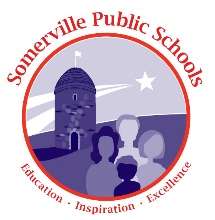 Somerville Public Schools
Education · Inspiration · Excellence